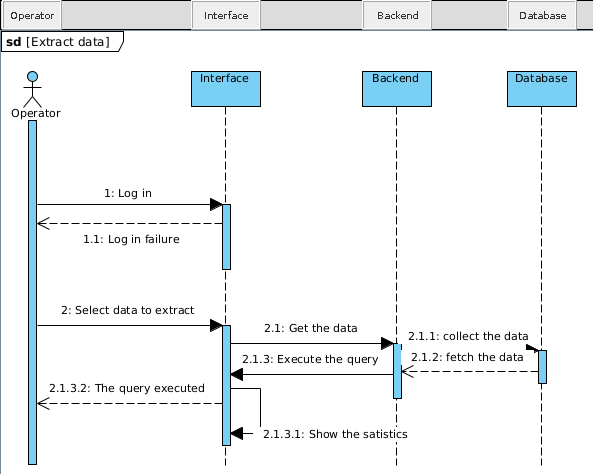 Operator Interface Backend Database
sd [Extract data]
Interface Backend Database
Operator
1: Log in
1.1: Log in failure
2: Select data to extract
2.1: Get the data
2.1.1: collect the data
2.1.2: fetch the data
2.1.3: Execute the query
2.1.3.2: The query executed
2.1.3.1: Show the satistics